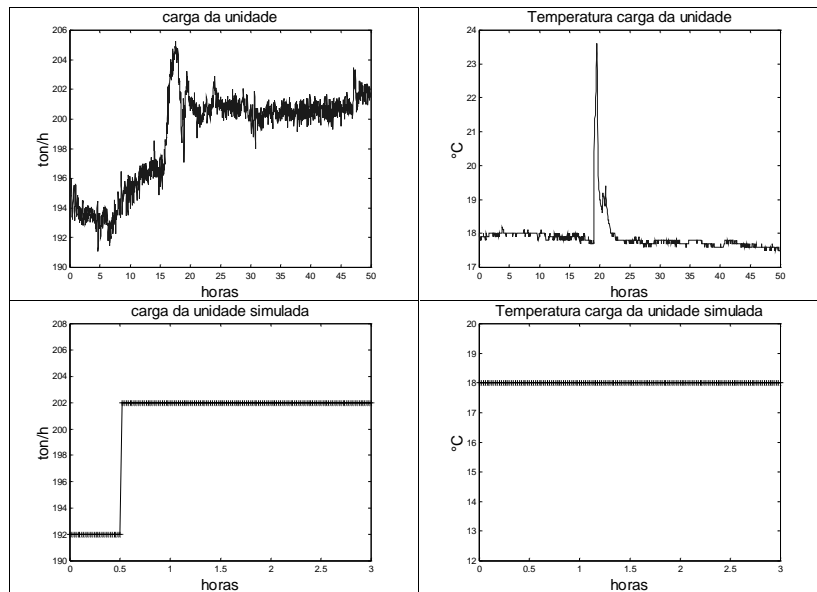 carga da unidade
206
204
202
200
198
196
194
192
190
ton/h
0 5 10 15 20 25 30 35 40 45 50
horas
Temperatura carga da unidade
24
23
22
21
20
19
18
17
°C
0 5 10 15 20 25 30 35 40 45 50
horas
carga da unidade simulada
208
206
204
202
200
198
196
194
192
190
ton/h
0 0.5 1 1.5 2 2.5 3
horas
Temperatura carga da unidade simulada
20
19
18
17
16
15
14
13
12
°C
0 0.5 1 1.5 2 2.5 3
horas